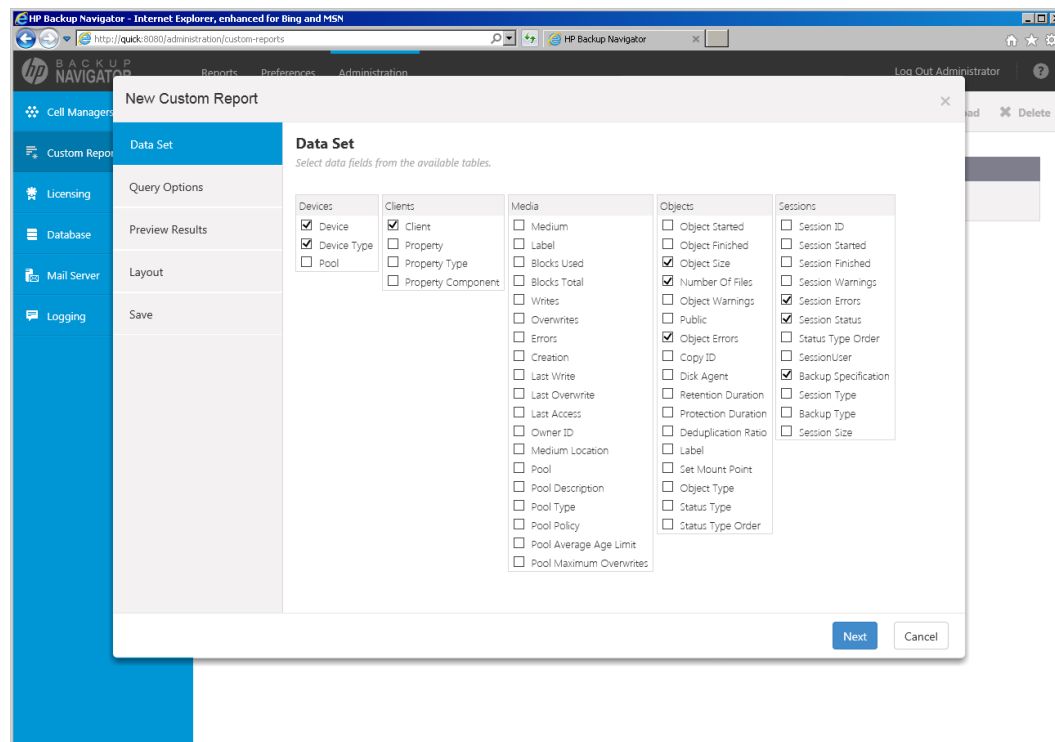 HP Backup Navigator - Internet Explorer, enhanced for Bing and MSN
http://quick:8080/administration/custom-reports
HP Backup Navigator
hp BACKUP NAVIGATOR
Reports Preferences Administration
Log Out Administrator ?
New Custom Report
Delete
Cell Managers
Custom Repor
Licensing
Database
Mail Server
Logging
Data Set
Query Options
Preview Results
Layout
Save
Data Set
Select data fields from the available tables.
Devices
Device
Device Type
Pool
Clients
Client
Property
Property Type
Property Component
Media
Medium
Label
Blocks Used
Blocks Total
Writes
Overwrites
Errors
Creation
Last Write
Last Overwrite
Last Access
Owner ID
Medium Location
Pool
Pool Description
Pool Type
Pool Policy
Pool Average Age Limit
Pool Maximum Overwrites
Objects
Object Started
Object Finished
Object Size
Number Of Files
Object Warnings
Public
Object Errors
Copy ID
Disk Agent
Retention Duration
Protection Duration
Deduplication Ratio
Label
Set Mount Point
Object Type
Status Type
Status Type Order
Sessions
Session ID
Session Started
Session Finished
Session Warnings
Session Errors
Session Status
Status Type Order
SessionUser
Backup Specification
Session Type
Backup Type
Session Size
Next
Cancel